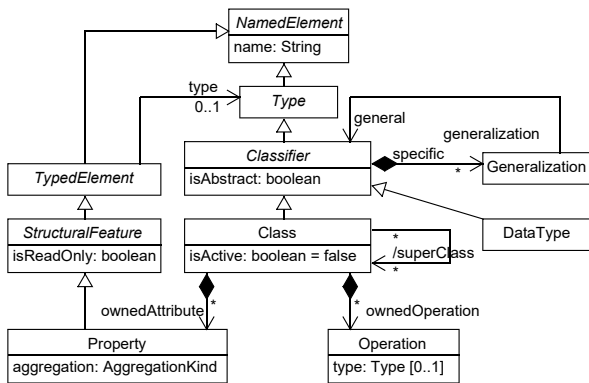 NamedElement
name: String
type
0..1
Type
general
generalization
Classifier
specific
*
Generalization
isAbstract: boolean
TypedElement
StructuralFeature
isReadOnly: boolean
Class
isActive: boolean = false
*
/superClass
*
DataType
ownedAttribute
*
*
ownedOperation
Property
aggregation: AggregationKind
Operation
type: Type [0..1]